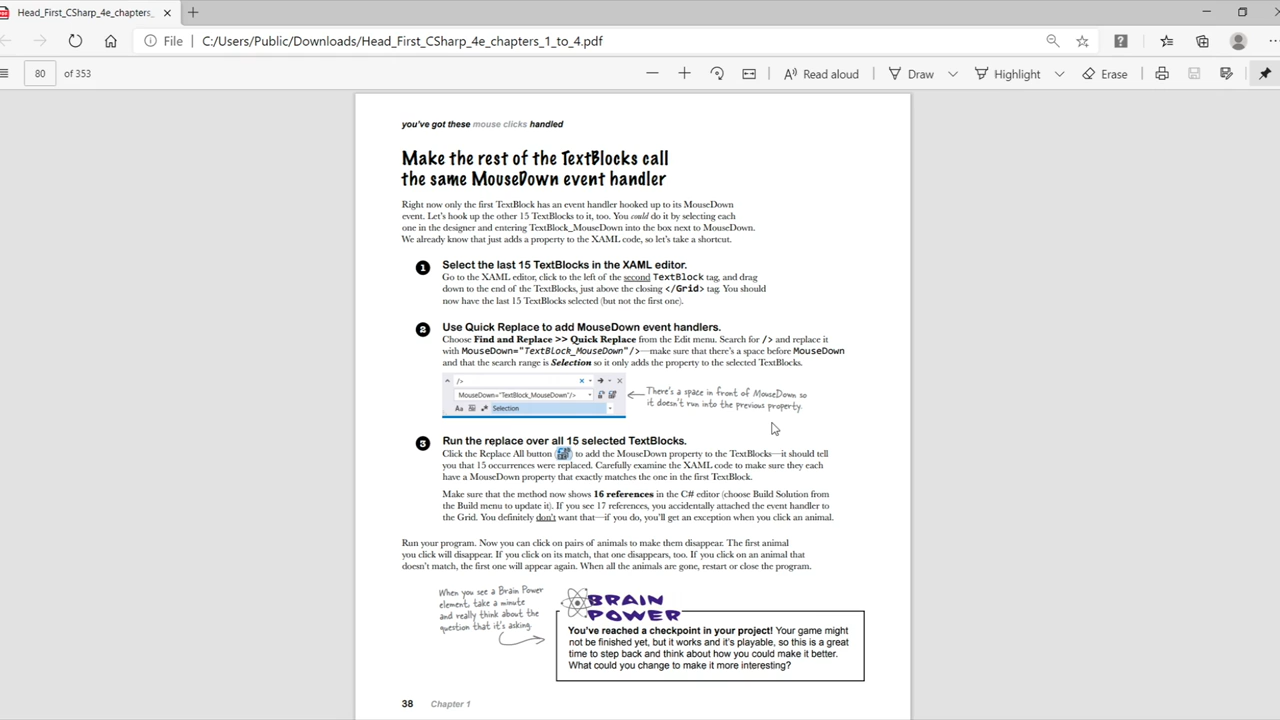 Head_First_CSharp_4e_chapters_
File C:/Users/Public/Downloads/Head_First_CSharp_4e_chapters_1_to_4.pdf
80 of 353
Read aloud Draw Highlight Erase
you've got these mouse clicks handled
Make the rest of the TextBlocks call
the same MouseDown event handler
Right now only the first TextBlock has an event handler hooked up to its MouseDown
event. Let's hook up the other 15 TextBlocks to it, too. You could do it by selecting each
one in the designer and entering TextBlock_MouseDown into the box next to MouseDown.
We already know that just adds a property to the XAML code, so let's take a shortcut.
1 Select the last 15 TextBlocks in the XAML editor.
Go to the XAML editor, click to the left of the second TextBlock tag, and drag
down to the end of the TextBlocks, just above the closing </Grid> tag. You should
now have the last 15 TextBlocks selected (but not the first one).
2 Use Quick Replace to add MouseDown event handlers.
Choose Find and Replace >> Quick Replace from the Edit menu. Search for /> and replace it
with MouseDown="TextBlock_MouseDown"/>—make sure that there's a space before MouseDown
and that the search range is Selection so it only adds the property to the selected TextBlocks.
/>
MouseDown="TextBlock_MouseDown"/>
Aa Selection
There's a space in front of MouseDown so
it doesn't run into the previous property.
3 Run the replace over all 15 selected TextBlocks.
Click the Replace All button to add the MouseDown property to the TextBlocks—it should tell
you that 15 occurrences were replaced. Carefully examine the XAML code to make sure they each
have a MouseDown property that exactly matches the one in the first TextBlock.
Make sure that the method now shows 16 references in the C# editor (choose Build Solution from
the Build menu to update it). If you see 17 references, you accidentally attached the event handler to
the Grid. You definitely don't want that—if you do, you'll get an exception when you click an animal.
Run your program. Now you can click on pairs of animals to make them disappear. The first animal
you click will disappear. If you click on its match, that one disappears, too. If you click on an animal that
doesn't match, the first one will appear again. When all the animals are gone, restart or close the program.
When you see a Brain Power
element, take a minute
and really think about the
question that it's asking.
BRAIN
POWER
You've reached a checkpoint in your project! Your game might
not be finished yet, but it works and it's playable, so this is a great
time to step back and think about how you could make it better.
What could you change to make it more interesting?
38 Chapter 1